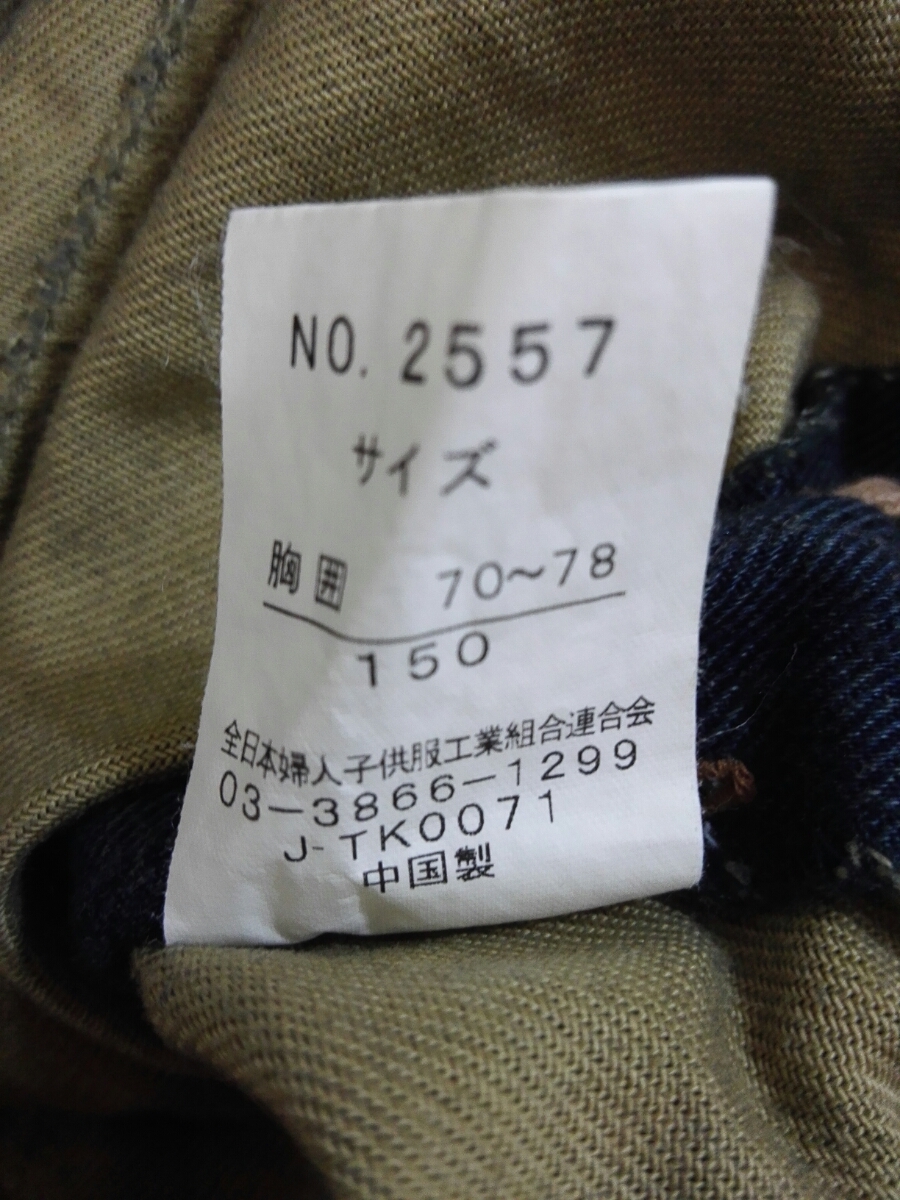 NO. 2557
サイズ
胸囲 70~78
150
全日本婦人子供服工業組合連合会
03-3866-1299
J-TK0071
中国製